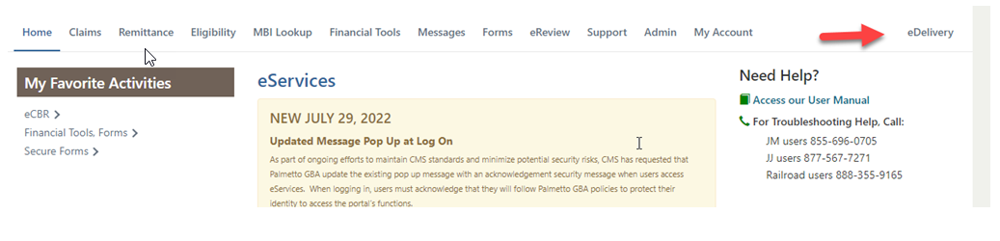 Home Claims Remittance Eligibility MBI Lookup Financial Tools Messages Forms eReview Support Admin My Account eDelivery
My Favorite Activities
eCBR
Financial Tools, Forms
Secure Forms
eServices
NEW JULY 29, 2022
Updated Message Pop Up at Log On
As part of ongoing efforts to maintain CMS standards and minimize potential security risks, CMS has requested that
Palmetto GBA update the existing pop up message with an acknowledgement security message when users access
eServices. When logging in, users must acknowledge that they will follow Palmetto GBA policies to protect their
identity to access the portal's functions.
Need Help?
Access our User Manual
For Troubleshooting Help, Call:
JM users 855-696-0705
JJ users 877-567-7271
Railroad users 888-355-9165